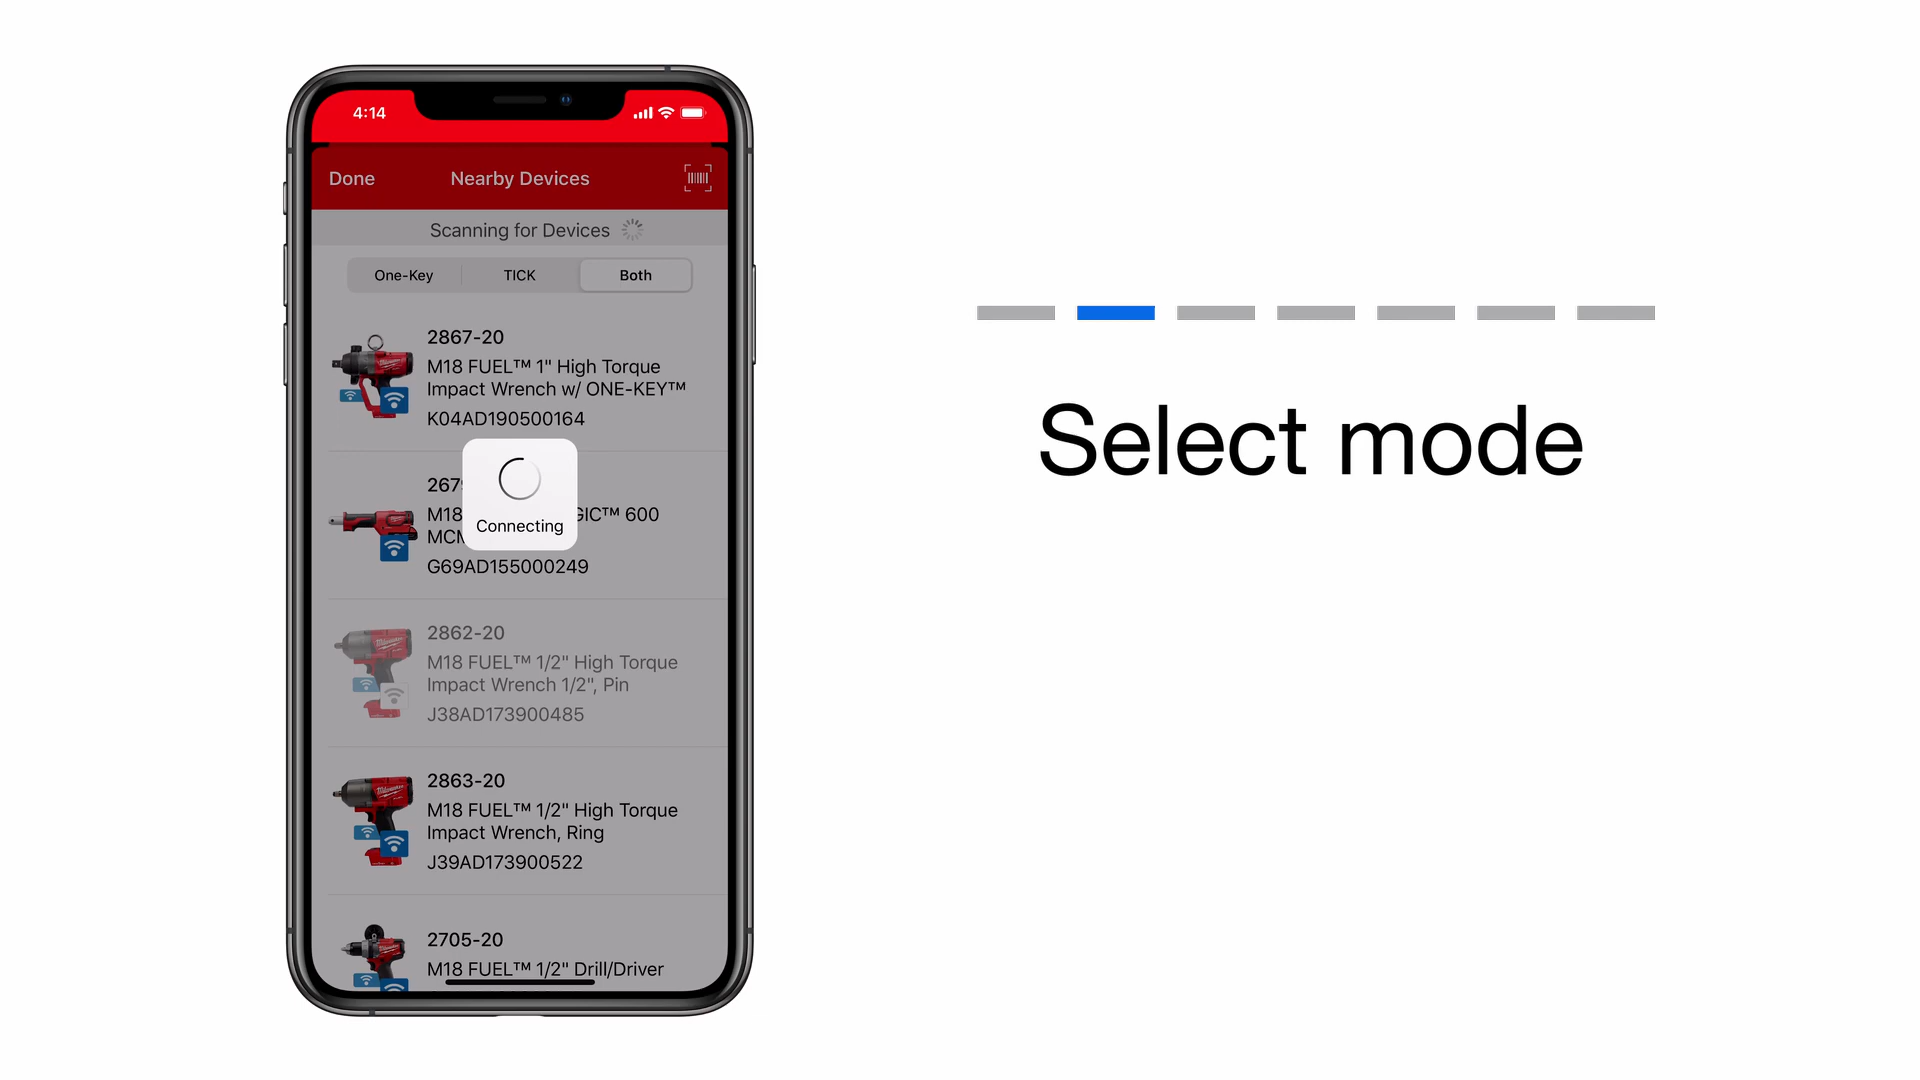 4:14
Done
Nearby Devices
Scanning for Devices
One-Key
TICK
Both
2867-20
M18 FUEL™ 1" High Torque
Impact Wrench w/ ONE-KEY™
K04AD190500164
267
M18 GIC™ 600
MCM
Connecting
G69AD155000249
2862-20
M18 FUEL™ 1/2" High Torque
Impact Wrench 1/2", Pin
J38AD173900485
2863-20
M18 FUEL™ 1/2" High Torque
Impact Wrench, Ring
J39AD173900522
2705-20
M18 FUEL™ 1/2" Drill/Driver
Select mode